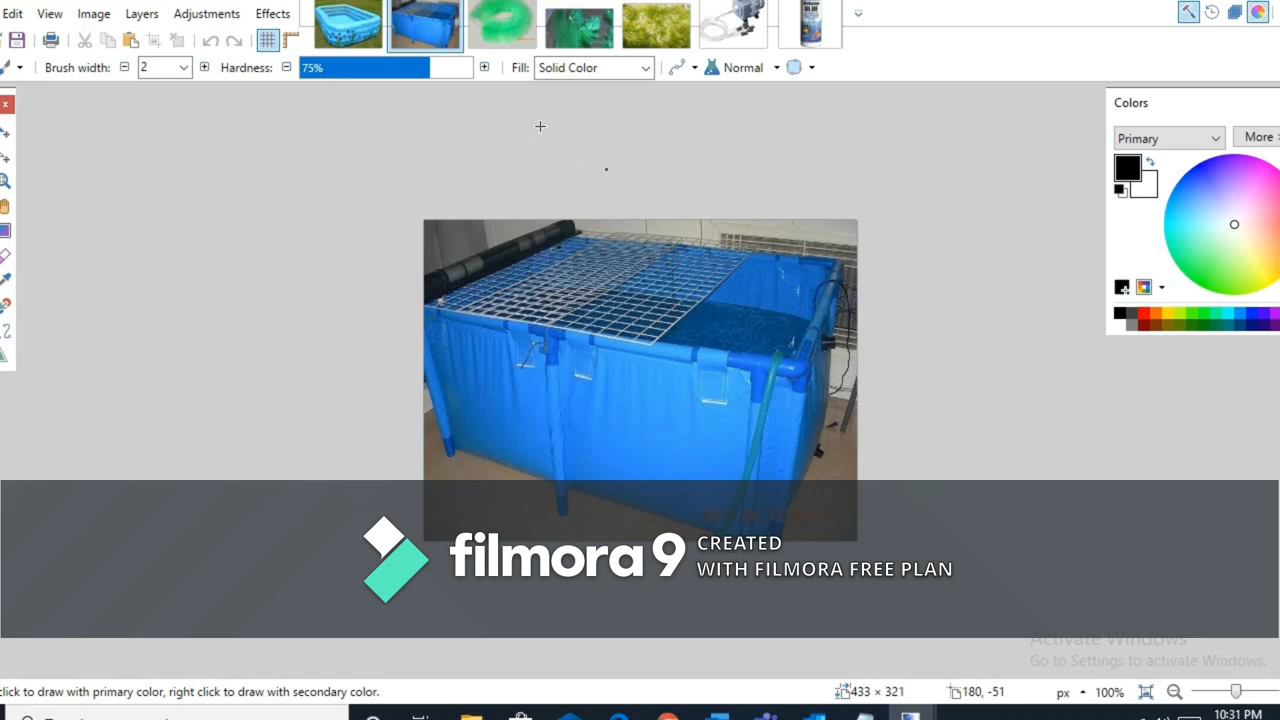 Edit View Image Layers Adjustments Effects
Brush width: 2 Hardness: 75% Fill: Solid Color Normal
Colors
Primary More
filmora 9 CREATED
WITH FILMORA FREE PLAN
Activate Windows
Go to Settings to activate Windows.
click to draw with primary color, right click to draw with secondary color. 433 × 321 180, -51 px 100%
10:31 PM